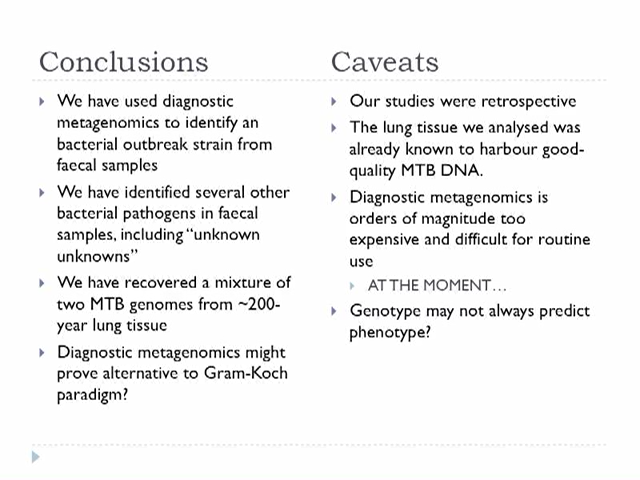 Conclusions
We have used diagnostic
metagenomics to identify an
bacterial outbreak strain from
faecal samples
We have identified several other
bacterial pathogens in faecal
samples, including “unknown
unknowns”
We have recovered a mixture of
two MTB genomes from ~200-
year lung tissue
Diagnostic metagenomics might
prove alternative to Gram-Koch
paradigm?
Caveats
Our studies were retrospective
The lung tissue we analysed was
already known to harbour good-
quality MTB DNA.
Diagnostic metagenomics is
orders of magnitude too
expensive and difficult for routine
use
AT THE MOMENT…
Genotype may not always predict
phenotype?